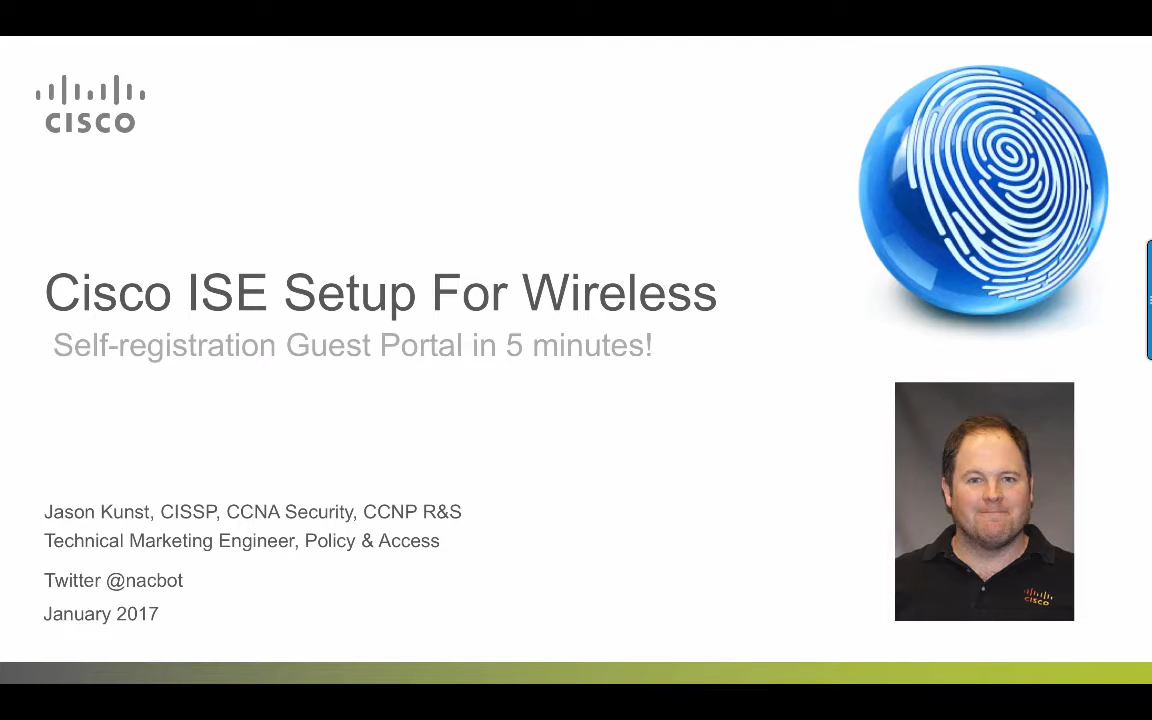 CISCO
Cisco ISE Setup For Wireless
Self-registration Guest Portal in 5 minutes!
Jason Kunst, CISSP, CCNA Security, CCNP R&S
Technical Marketing Engineer, Policy & Access
Twitter @nacbot
January 2017
CISCO